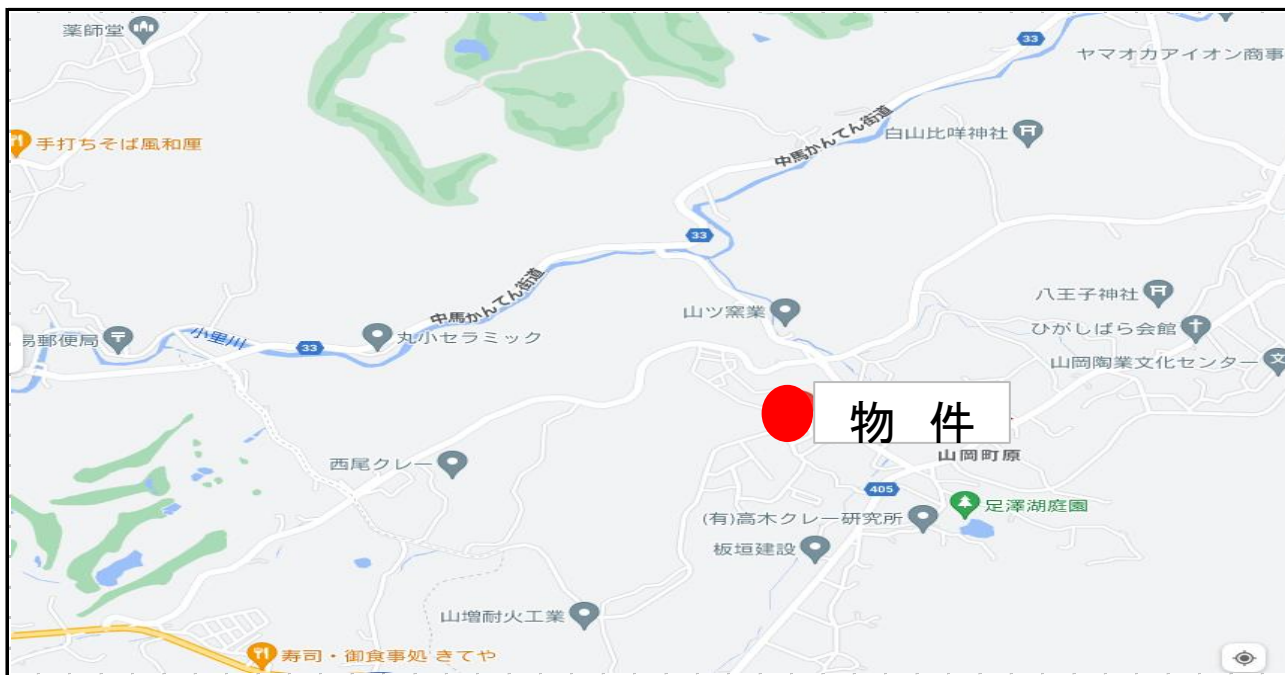 薬師堂
33
ヤマオカアイオン商事
手打ちそば風和厘
中馬かんてん街道
白山比咩神社
33
中馬かんてん街道
八王子神社
山ツ窯業
ひがしばら会館
易郵便局
小里川
33
丸小セラミック
山岡陶業文化センター
文
物 件
山岡町原
西尾クレー
405
足澤湖庭園
(有)高木クレー研究所
板垣建設
山増耐火工業
寿司・御食事処 きてや